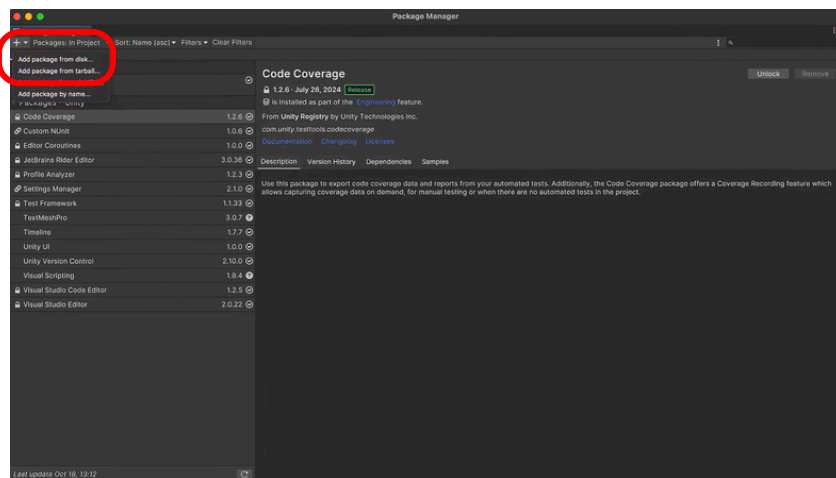 Package Manager
+ ▾ Packages: In Project Sort: Name (asc) ▾ Filters ▾ Clear Filters
Add package from disk...
Add package from tarball...
Add package by name...
Packages - Unity
Code Coverage 1.2.6
Custom NUnit 1.0.6
Editor Coroutines 1.0.0
JetBrains Rider Editor 3.0.36
Profile Analyzer 1.2.3
Settings Manager 2.1.0
Test Framework 1.1.33
TextMeshPro 3.0.7
Timeline 1.7.7
Unity UI 1.0.0
Unity Version Control 2.10.0
Visual Scripting 1.9.4
Visual Studio Code Editor 1.2.5
Visual Studio Editor 2.0.22
Last update Oct 18, 13:12
Code Coverage
Unlock Remove
1.2.6 · July 26, 2024 Release
is installed as part of the Engineering feature.
From Unity Registry by Unity Technologies Inc.
com.unity.testtools.codecoverage
Documentation Changelog Licenses
Description Version History Dependencies Samples
Use this package to export code coverage data and reports from your automated tests. Additionally, the Code Coverage package offers a Coverage Recording feature which
allows capturing coverage data on demand, for manual testing or when there are no automated tests in the project.